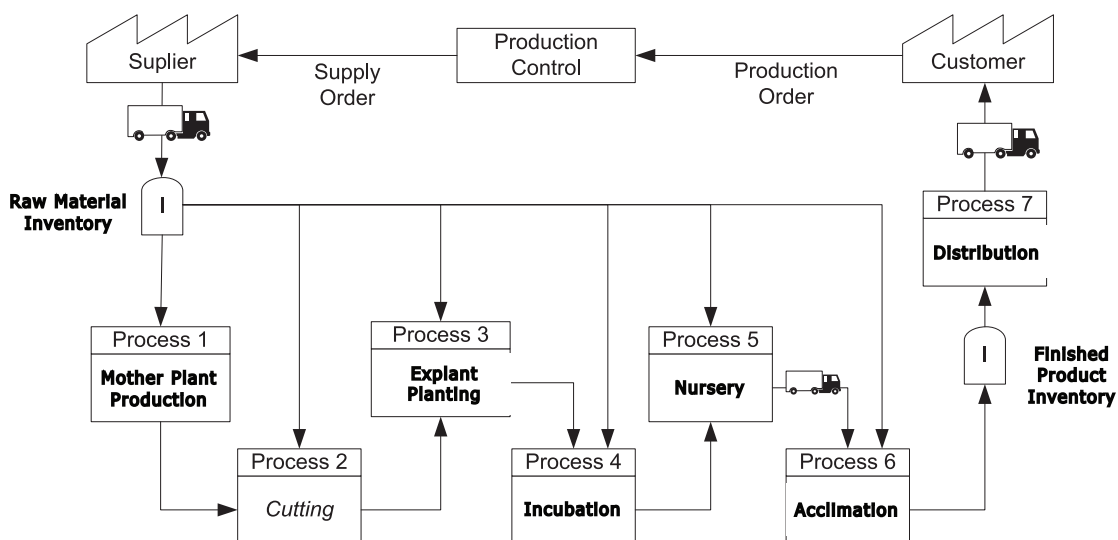 Suplier
Supply
Order
Production
Control
Production
Order
Customer
Raw Material
Inventory
I
Process 7
Distribution
Process 1
Mother Plant
Production
Process 3
Explant
Planting
Process 5
Nursery
I
Finished
Product
Inventory
Process 2
Cutting
Process 4
Incubation
Process 6
Acclimation